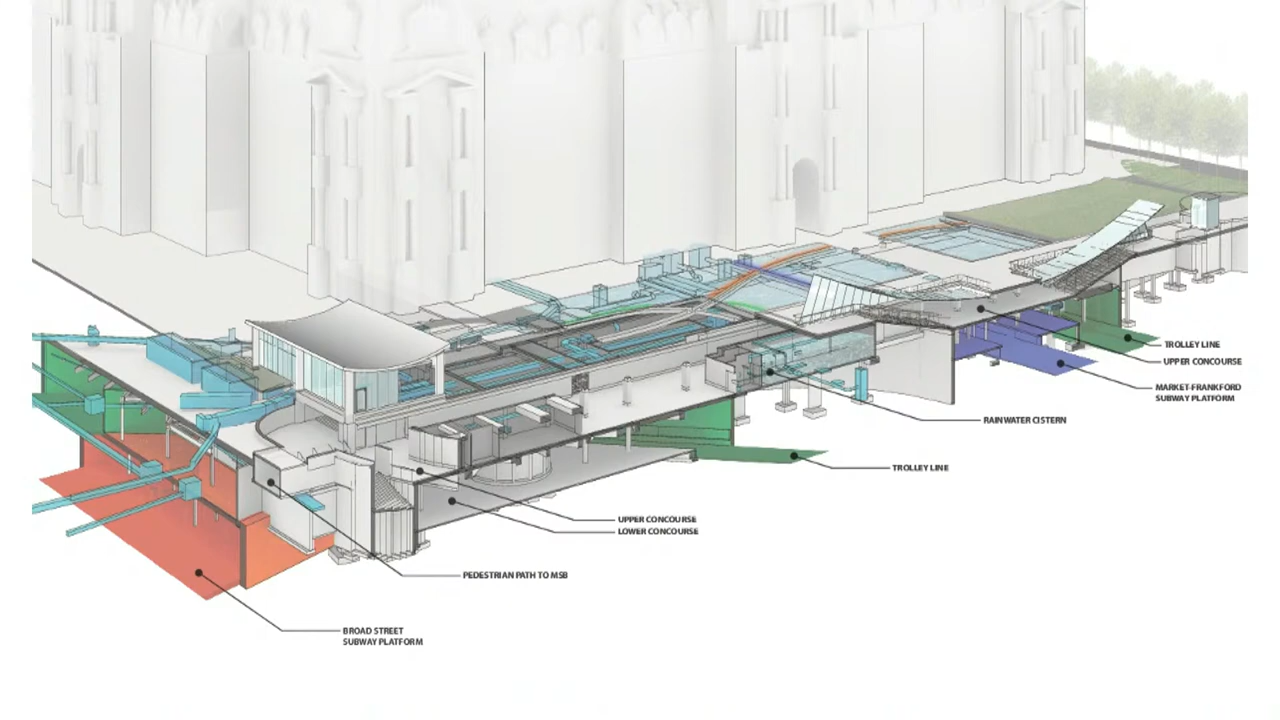 TROLLEY LINE
UPPER CONCOURSE
MARKET-FRANKFORD
SUBWAY PLATFORM
RAINWATER CISTERN
TROLLEY LINE
UPPER CONCOURSE
LOWER CONCOURSE
PEDESTRIAN PATH TO MSB
BROAD STREET
SUBWAY PLATFORM